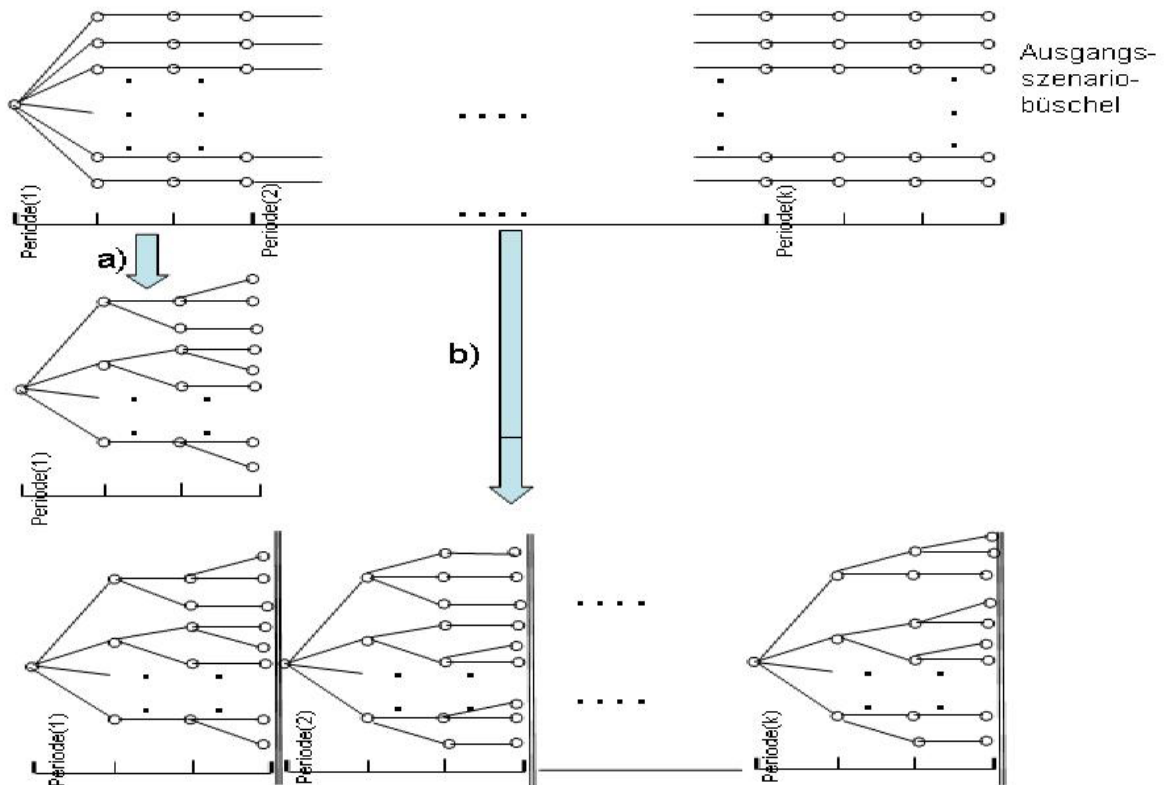 Ausgangs-
szenario-
büschel
Periode(1)
Periode(2)
Periode(k)
a)
b)
Periode(1)
Periode(1)
Periode(2)
Periode(k)